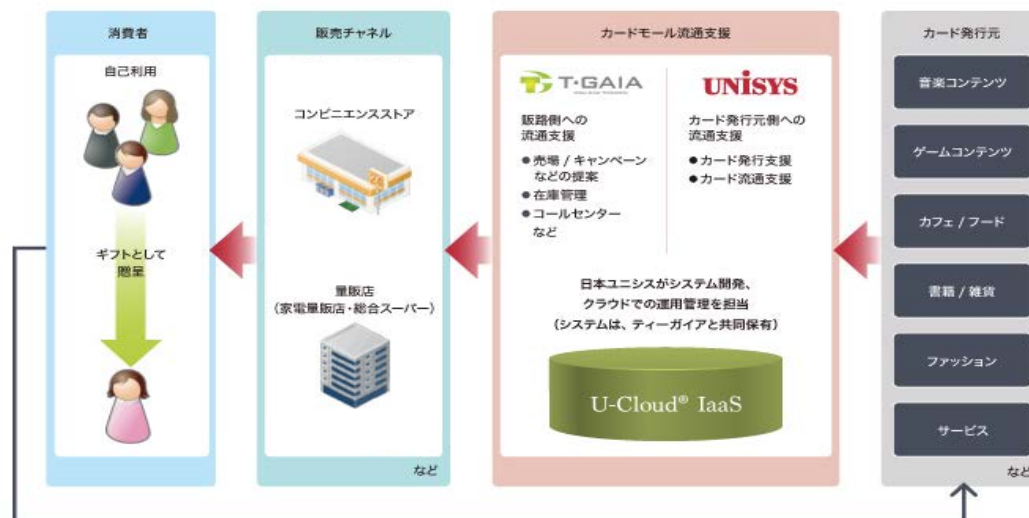 消費者
自己利用
ギフトとして
贈呈
販売チャネル
コンビニエンスストア
24
量販店
(家電量販店・総合スーパー)
など
カードモール流通支援
T·GAIA
販路側への
流通支援
●売場 / キャンペーン
などの提案
●在庫管理
●コールセンター
など
UNISYS
カード発行元側への
流通支援
●カード発行支援
●カード流通支援
日本ユニシスがシステム開発、
クラウドでの運用管理を担当
(システムは、ティーガイアと共同保有)
U-Cloud® IaaS
カード発行元
音楽コンテンツ
ゲームコンテンツ
カフェ / フード
書籍 / 雑貨
ファッション
サービス
など